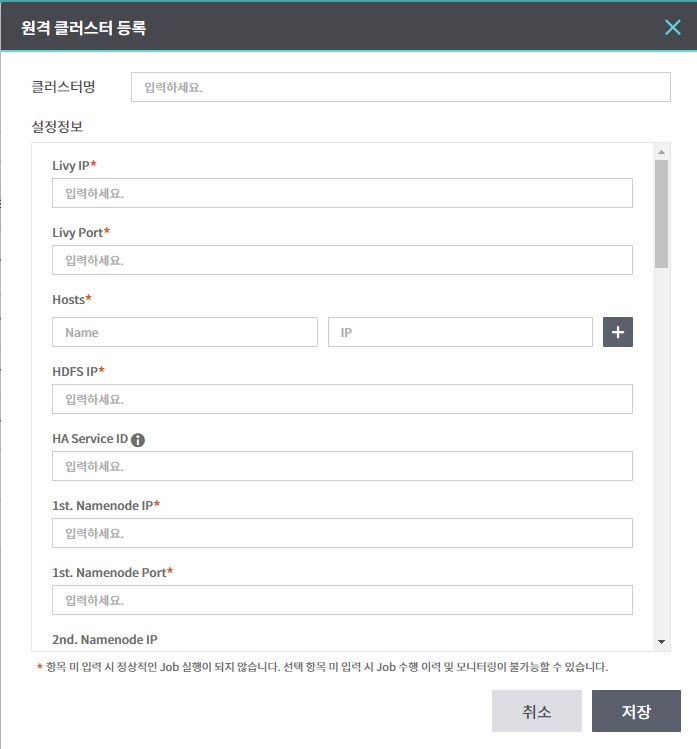 원격 클러스터 등록
클러스터명 입력하세요.
설정정보
Livy IP*
입력하세요.
Livy Port*
입력하세요.
Hosts*
Name IP +
HDFS IP*
입력하세요.
HA Service ID
입력하세요.
1st. Namenode IP*
입력하세요.
1st. Namenode Port*
입력하세요.
2nd. Namenode IP
* 항목 미 입력 시 정상적인 Job 실행이 되지 않습니다. 선택 항목 미 입력 시 Job 수행 이력 및 모니터링이 불가능할 수 있습니다.
취소 저장